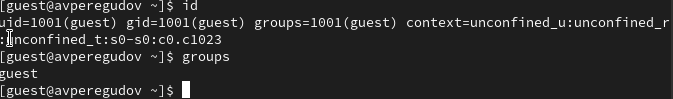 [guest@avperegudov ~]$ id
uid=1001(guest) gid=1001(guest) groups=1001(guest) context=unconfined_u:unconfined_r
:unconfined_t:s0-s0:c0.c1023
[guest@avperegudov ~]$ groups
guest
[guest@avperegudov ~]$